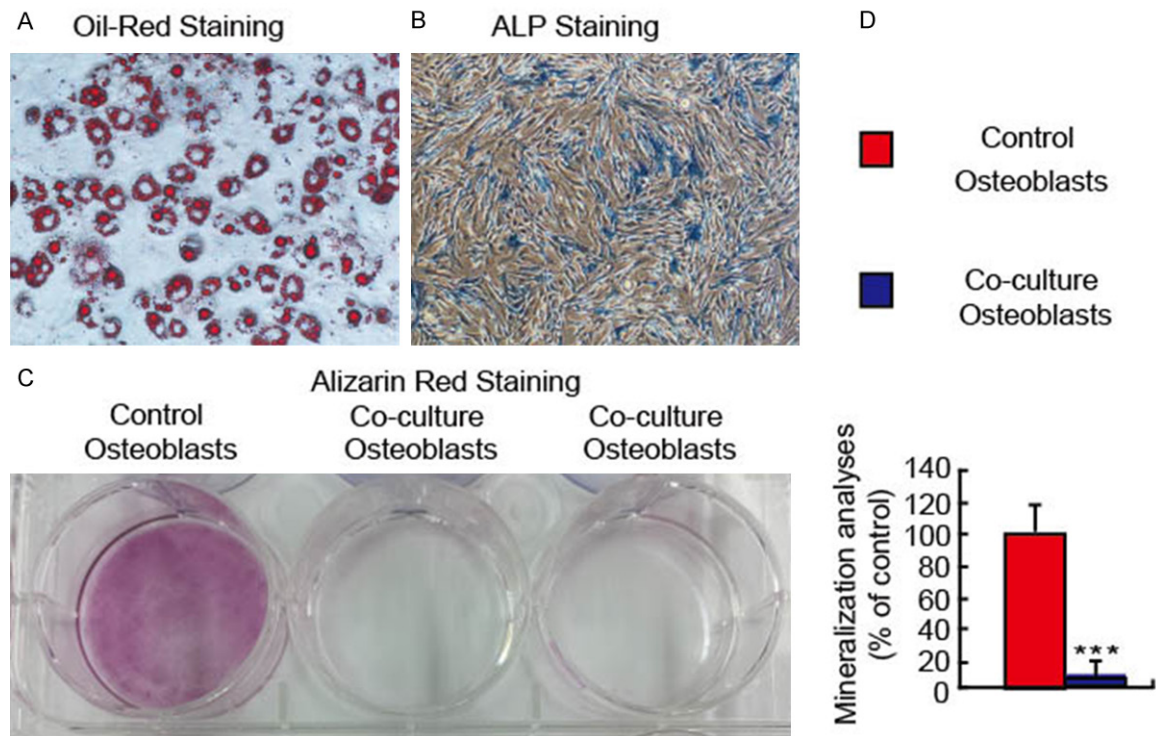 A
Oil-Red Staining
B
ALP Staining
C
Alizarin Red Staining
Control
Osteoblasts
Co-culture
Osteoblasts
Co-culture
Osteoblasts
D
Control
Osteoblasts
Co-culture
Osteoblasts
Mineralization analyses
(% of control)
140
120
100
80
60
40
20
0
***